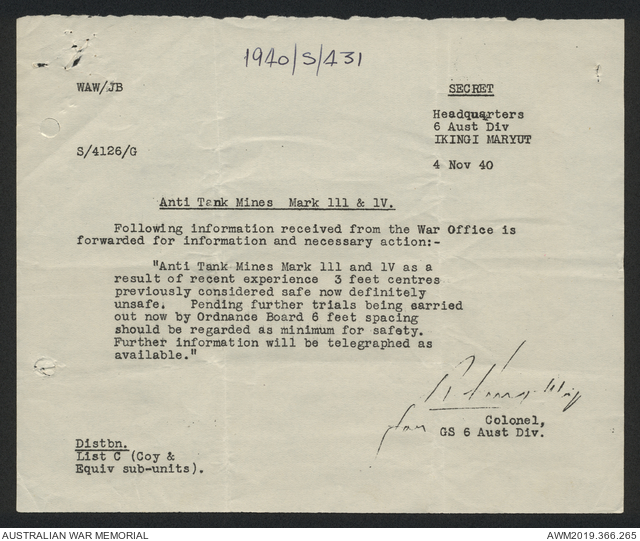 1940/S/431
WAW/JB
SECRET
Headquarters
6 Aust Div
IKINGI MARYUT
S/4126/G
4 Nov 40
Anti Tank Mines Mark 111 & 1V.
Following information received from the War Office is
forwarded for information and necessary action:-
"Anti Tank Mines Mark 111 and 1V as a
result of recent experience 3 feet centres
previously considered safe now definitely
unsafe. Pending further trials being carried
out now by Ordnance Board 6 feet spacing
should be regarded as minimum for safety.
Further information will be telegraphed as
available."
for
Colonel,
GS 6 Aust Div.
Distbn.
List C (Coy &
Equiv sub-units).
AUSTRALIAN WAR MEMORIAL
AWM2019.366.265